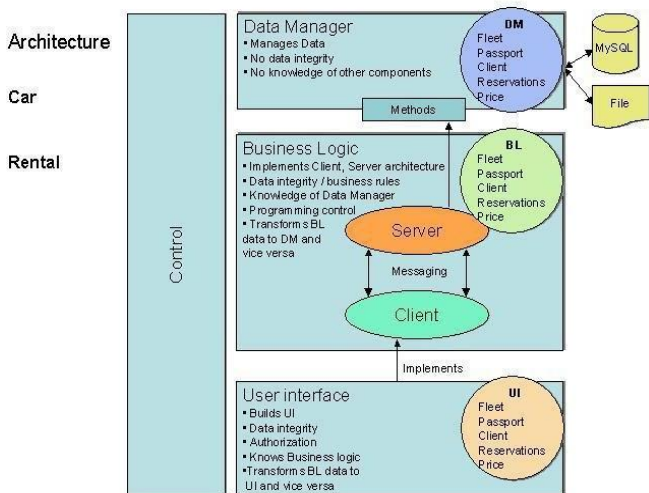 Architecture
Car
Rental
Control
Data Manager
▪ Manages Data
▪ No data integrity
▪ No knowledge of other components
DM
Fleet
Passport
Client
Reservations
Price
MySQL
File
Methods
Business Logic
▪ Implements Client, Server architecture
▪ Data integrity / business rules
▪ Knowledge of Data Manager
▪ Programming control
▪ Transforms BL
data to DM and
vice versa
BL
Fleet
Passport
Client
Reservations
Price
Server
Messaging
Client
Implements
User interface
▪ Builds UI
▪ Data integrity
▪ Authorization
▪ Knows Business logic
▪Transforms BL data to
UI and vice versa
UI
Fleet
Passport
Client
Reservations
Price